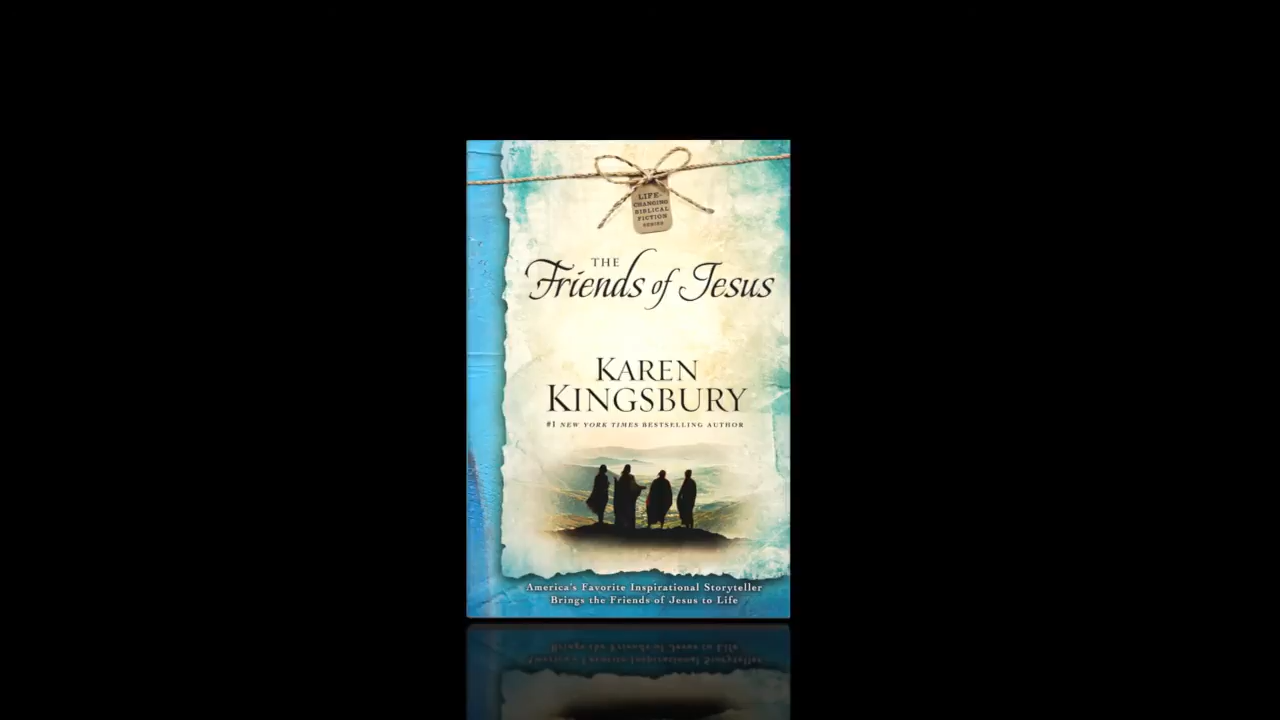 LIFE-
CHANGING
BIBLICAL
FICTION
SERIES
THE
Friends of Jesus
KAREN
KINGSBURY
#1 NEW YORK TIMES BESTSELLING AUTHOR
America's Favorite Inspirational Storyteller
Brings the Friends of Jesus to Life